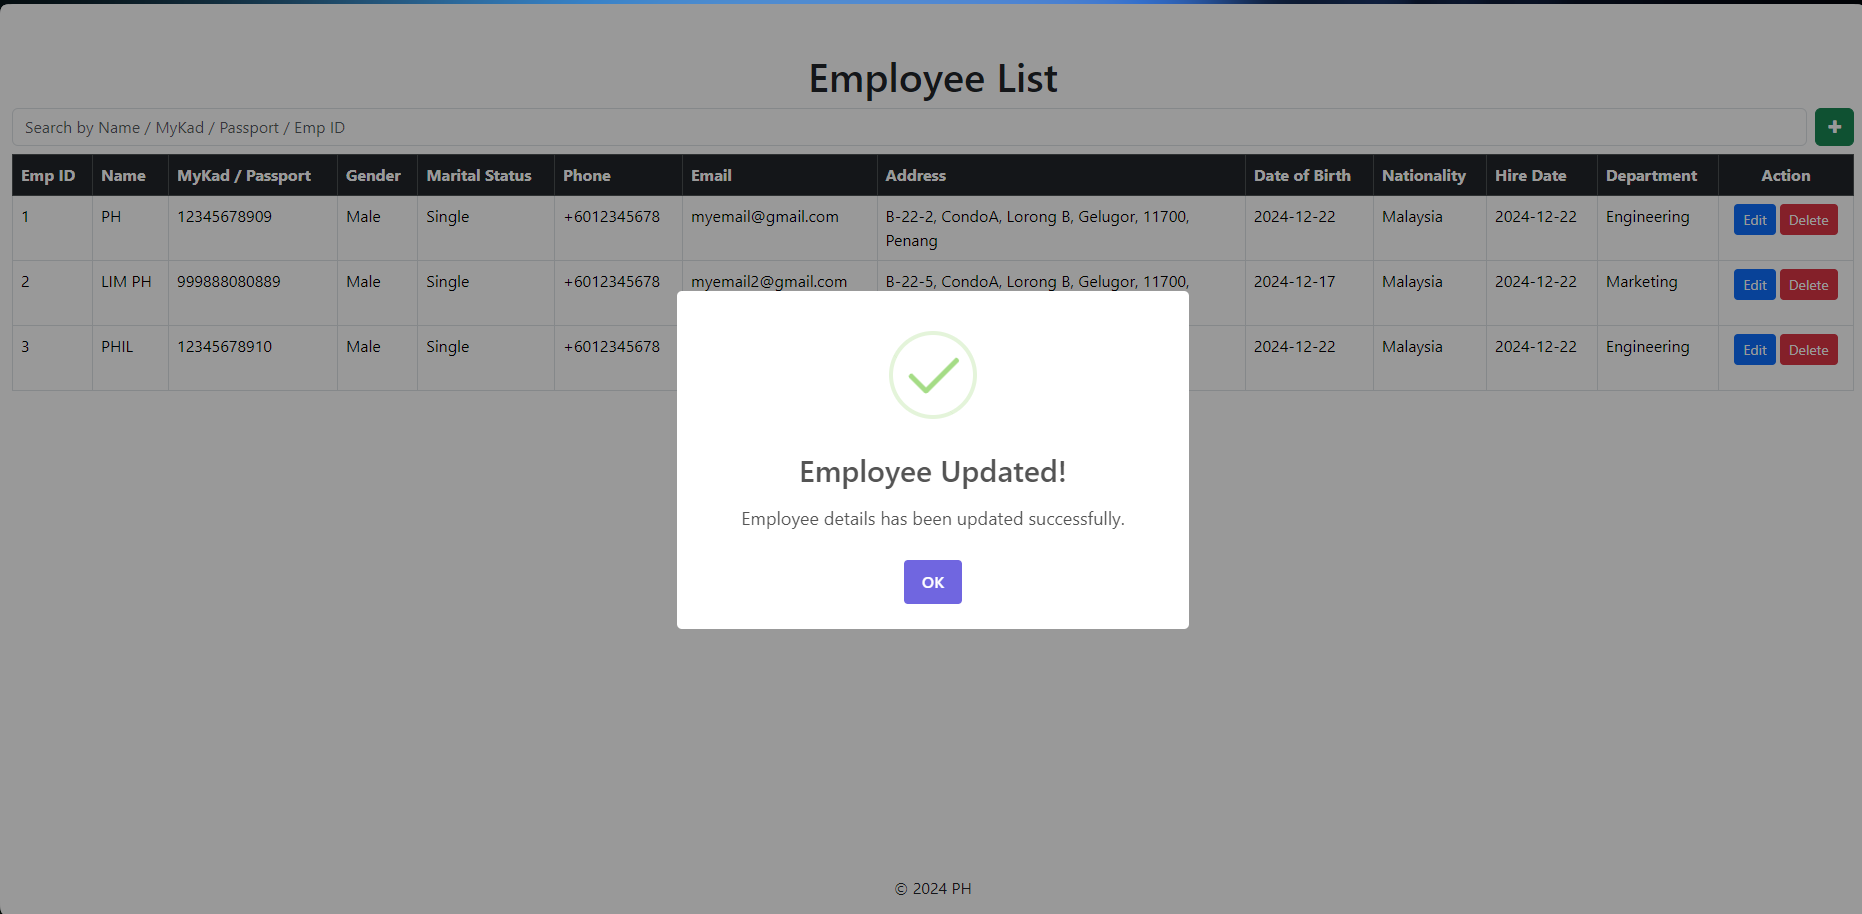 Employee List
Search by Name / MyKad / Passport / Emp ID
Emp ID Name MyKad / Passport Gender Marital Status Phone Email Address Date of Birth Nationality Hire Date Department Action
1 PH 12345678909 Male Single +6012345678 myemail@gmail.com B-22-2, CondoA, Lorong B, Gelugor, 11700, 2024-12-22 Malaysia 2024-12-22 Engineering Edit Delete
Penang
2 LIM PH 999888080889 Male Single +6012345678 myemail2@gmail.com B-22-5, CondoA, Lorong B, Gelugor, 11700, 2024-12-17 Malaysia 2024-12-22 Marketing Edit Delete
3 PHIL 12345678910 Male Single +6012345678 2024-12-22 Malaysia 2024-12-22 Engineering Edit Delete
Employee Updated!
Employee details has been updated successfully.
OK
© 2024 PH